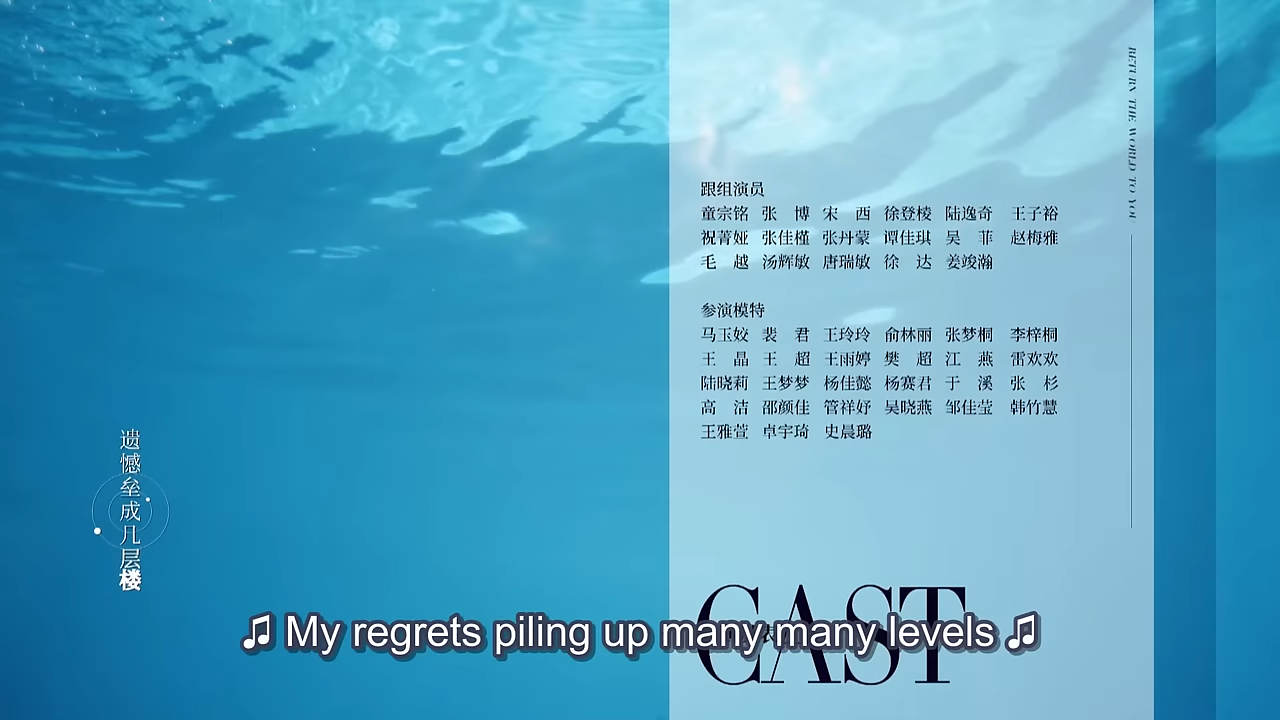 RETURN THE WORLD TO YOU
跟组演员
童宗铭 张 博 宋 西 徐登棱 陆逸奇 王子裕
祝菁娅 张佳槿 张丹蒙 谭佳琪 吴 菲 赵梅雅
毛 越 汤辉敏 唐瑞敏 徐 达 姜竣瀚
参演模特
马玉姣 裴 君 王玲玲 俞林丽 张梦桐 李梓桐
王 晶 王 超 王雨婷 樊 超 江 燕 雷欢欢
陆晓莉 王梦梦 杨佳懿 杨赛君 于 溪 张 杉
高 洁 邵颜佳 管祥妤 吴晓燕 邹佳莹 韩竹慧
王雅萱 卓宇琦 史晨璐
遗憾垒成几层楼
CAST
♫ My regrets piling up many many levels ♫